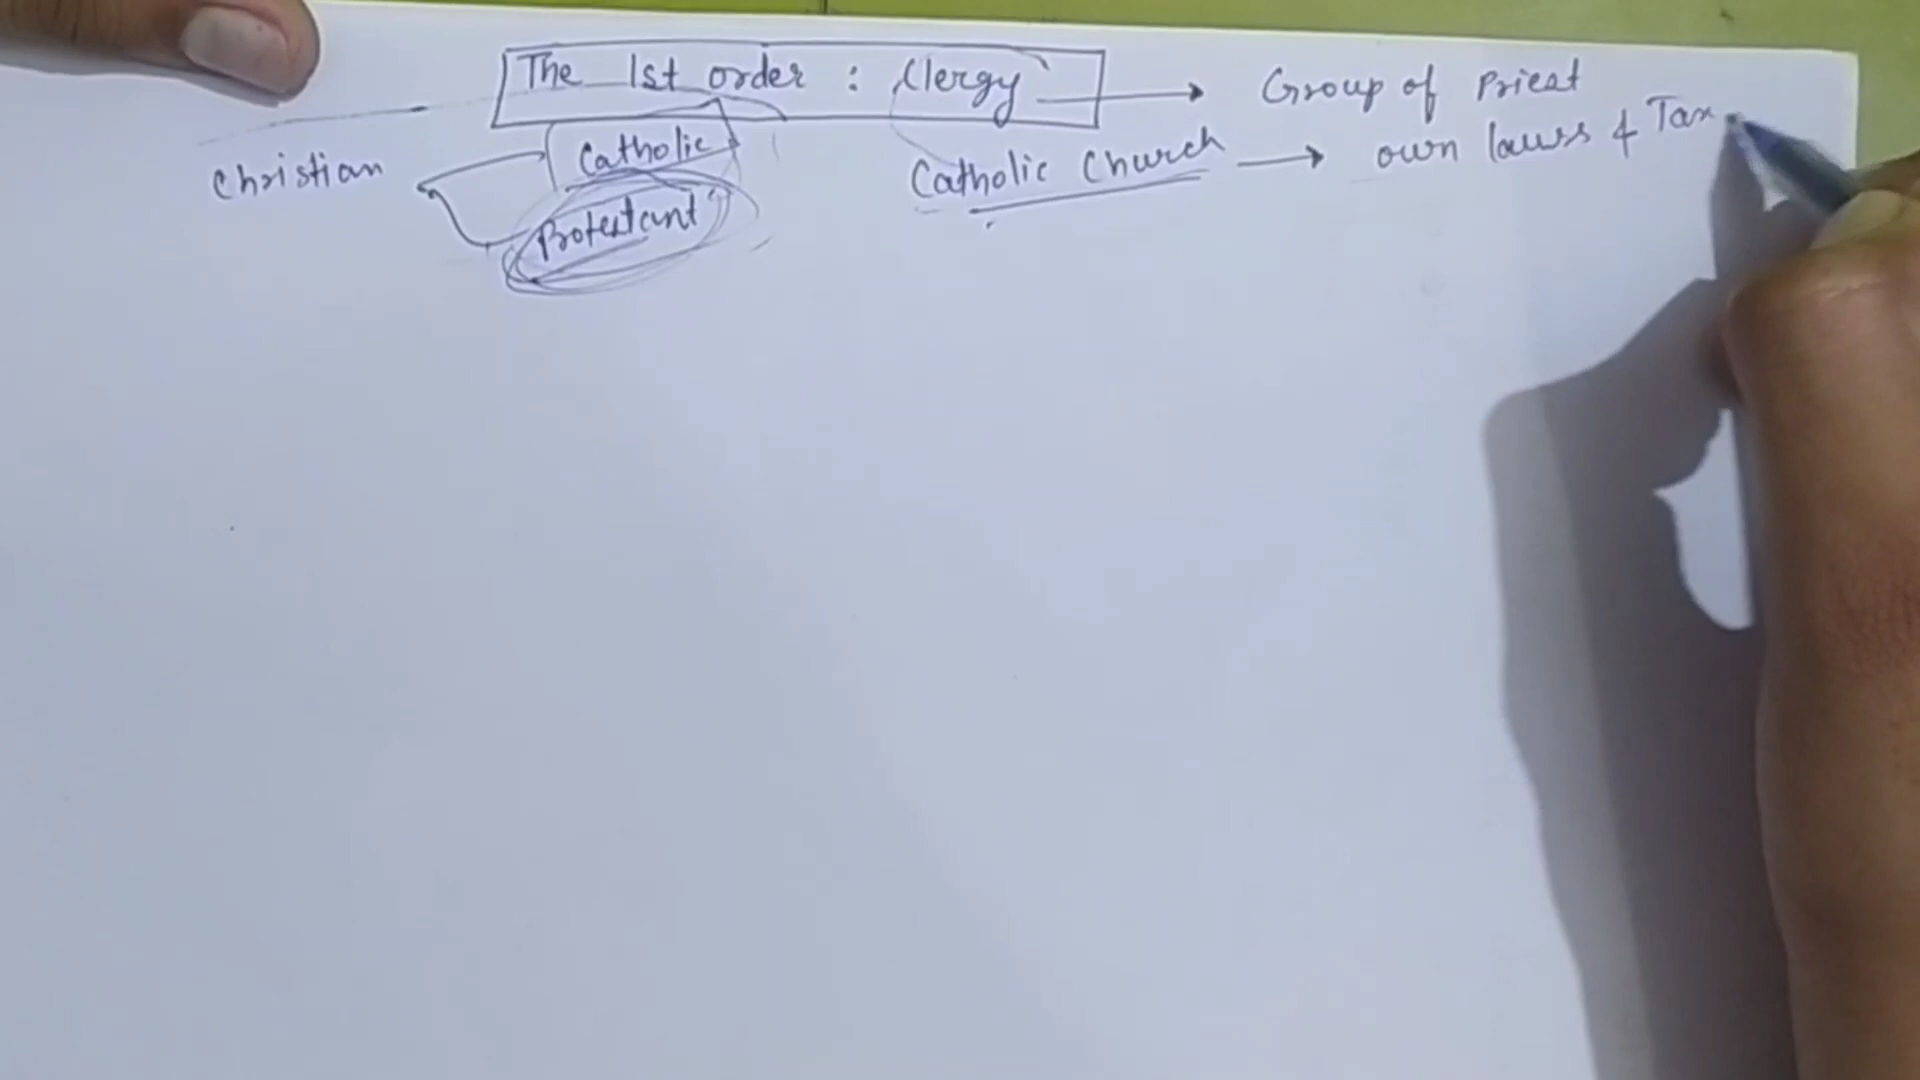 The 1st order : Clergy → Group of Priest
Christian
Catholic
Protestant
Catholic Church → own laws & Tax